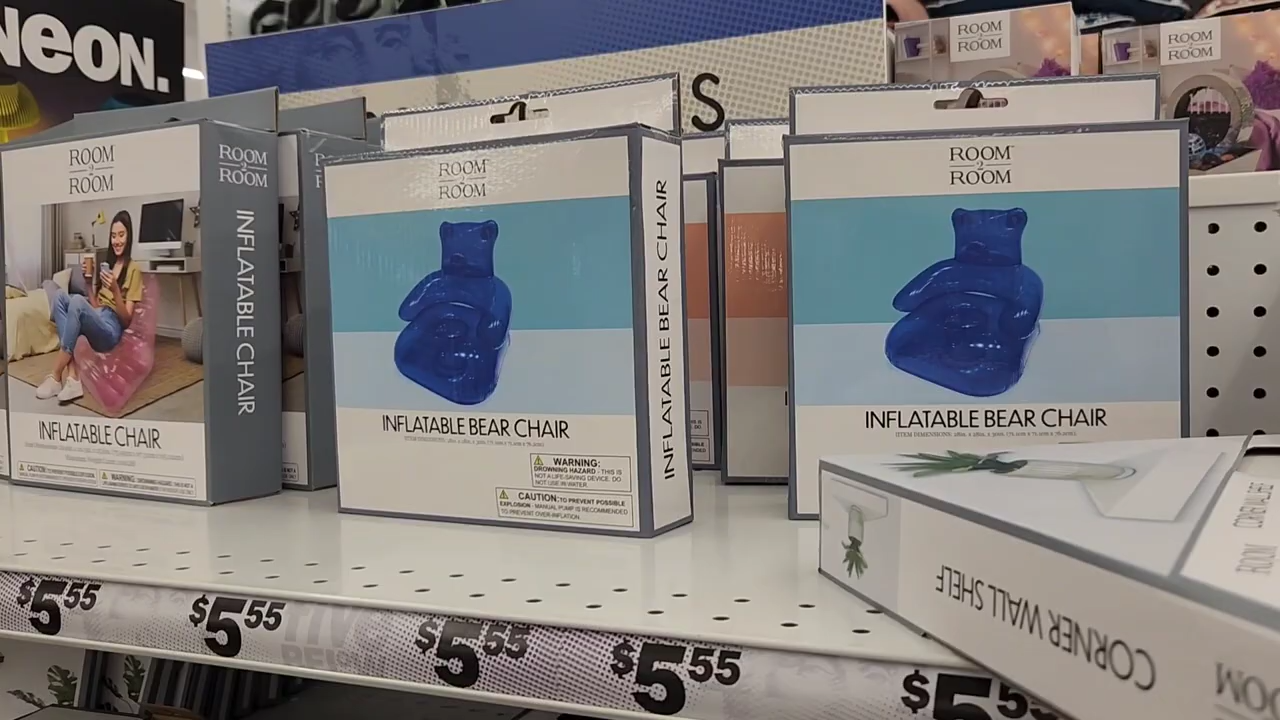 NEON.
S
ROOM
2
ROOM
ROOM
2
ROOM
INFLATABLE CHAIR
INFLATABLE CHAIR
CAUTION:
WARNING:
ROOM
2
ROOM
INFLATABLE BEAR CHAIR
WARNING:
DROWNING HAZARD - THIS IS
NOT A LIFE-SAVING DEVICE. DO
NOT USE IN WATER.
CAUTION: TO PREVENT POSSIBLE
EXPLOSION - MANUAL PUMP IS RECOMMENDED
TO PREVENT OVER-INFLATION.
INFLATABLE BEAR CHAIR
ROOM
2
ROOM
INFLATABLE BEAR CHAIR
ROOM
2
ROOM
ROOM
2
ROOM
CORNER WALL SHELF
ROOM
$5.55
$5.55
$5.55
$5.55
$5.55